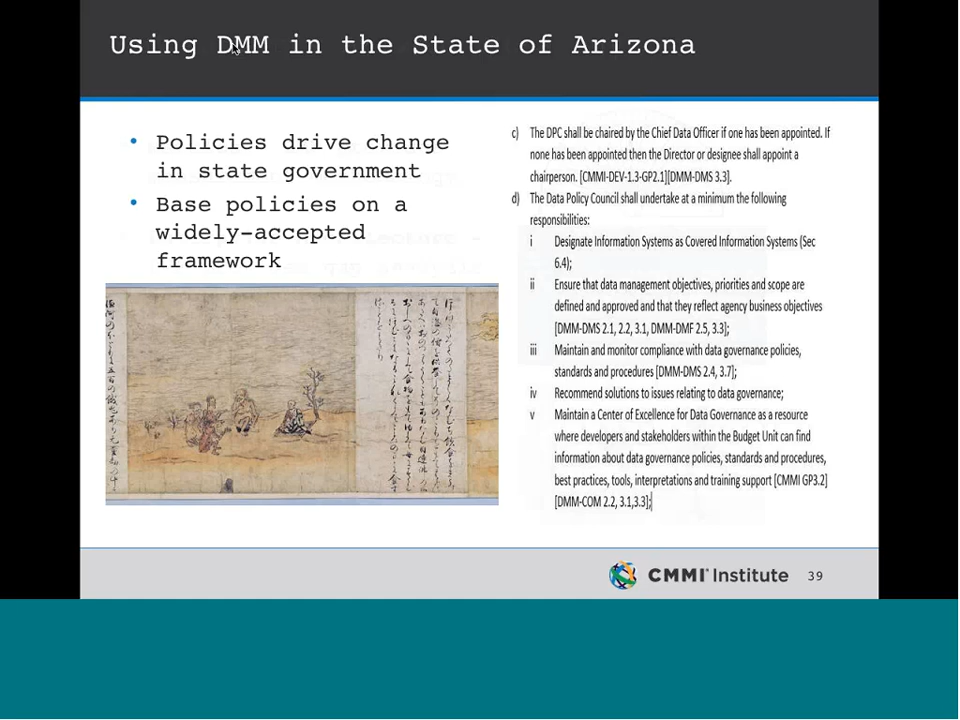 Using DMM in the State of Arizona
• Policies drive change
in state government
• Base policies on a
widely-accepted
framework
c) The DPC shall be chaired by the Chief Data Officer if one has been appointed. If
none has been appointed then the Director or designee shall appoint a
chairperson. [CMMI-DEV-1.3-GP2.1][DMM-DMS 3.3].
d) The Data Policy Council shall undertake at a minimum the following
responsibilities:
i Designate Information Systems as Covered Information Systems (Sec
6.4);
ii Ensure that data management objectives, priorities and scope are
defined and approved and that they reflect agency business objectives
[DMM-DMS 2.1, 2.2, 3.1, DMM-DMF 2.5, 3.3];
iii Maintain and monitor compliance with data governance policies,
standards and procedures [DMM-DMS 2.4, 3.7];
iv Recommend solutions to issues relating to data governance;
v Maintain a Center of Excellence for Data Governance as a resource
where developers and stakeholders within the Budget Unit can find
information about data governance policies, standards and procedures,
best practices, tools, interpretations and training support [CMMI GP3.2]
[DMM-COM 2.2, 3.1,3.3];
CMMI® Institute 39